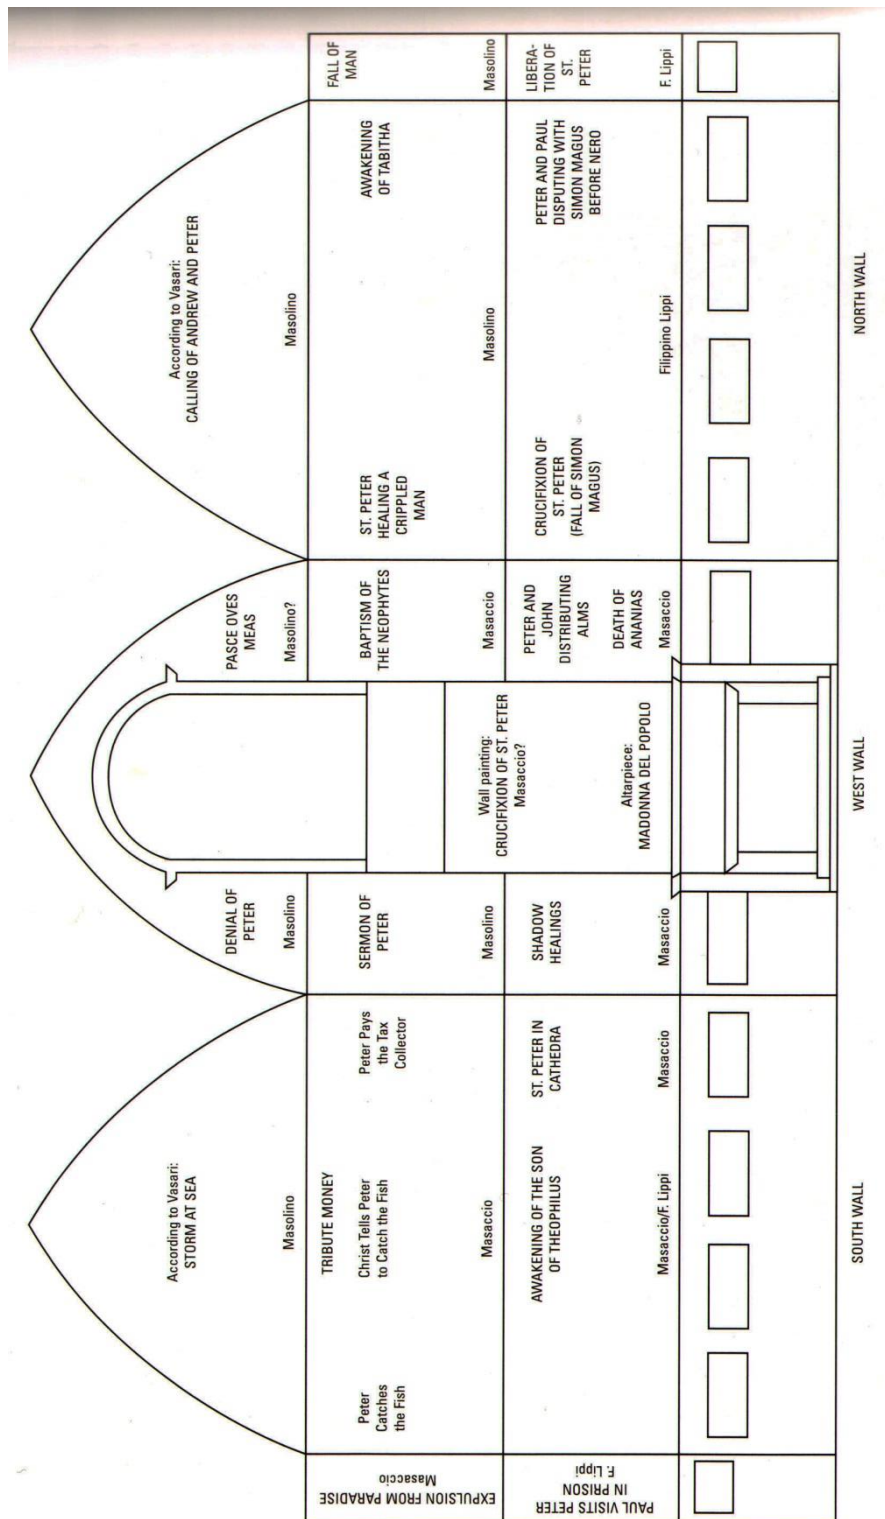 According to Vasari:
STORM AT SEA
Masolino
DENIAL OF
PETER
Masolino
PASCE OVES
MEAS
Masolino?
According to Vasari:
CALLING OF ANDREW AND PETER
Masolino
EXPULSION FROM PARADISE
Masaccio
TRIBUTE MONEY
Peter
Catches
the Fish
Christ Tells Peter
to Catch the Fish
Peter Pays
the Tax
Collector
Masaccio
SERMON OF
PETER
Masolino
BAPTISM OF
THE NEOPHYTES
Masaccio
ST. PETER
HEALING A
CRIPPLED
MAN
AWAKENING
OF TABITHA
Masolino
FALL OF
MAN
Masolino
PAUL VISITS PETER
IN PRISON
F. Lippi
AWAKENING OF THE SON
OF THEOPHILUS
Masaccio/F. Lippi
ST. PETER IN
CATHEDRA
Masaccio
SHADOW
HEALINGS
Masaccio
Wall painting:
CRUCIFIXION OF ST. PETER
Masaccio?
Altarpiece:
MADONNA DEL POPOLO
PETER AND
JOHN
DISTRIBUTING
ALMS
DEATH OF
ANANIAS
Masaccio
CRUCIFIXION OF
ST. PETER
(FALL OF SIMON
MAGUS)
PETER AND PAUL
DISPUTING WITH
SIMON MAGUS
BEFORE NERO
Filippino Lippi
LIBERA-
TION OF
ST.
PETER
F. Lippi
SOUTH WALL
WEST WALL
NORTH WALL